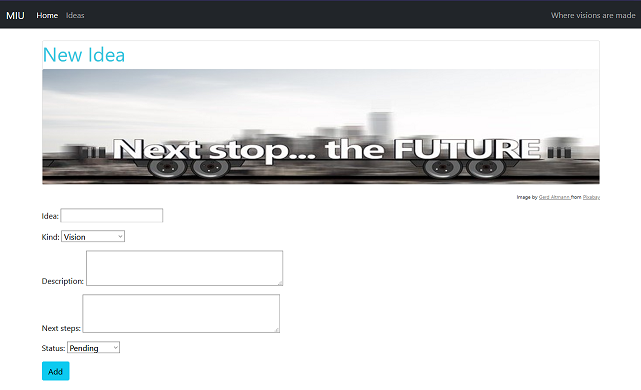 MIU Home Ideas Where visions are made
New Idea
Next stop... the FUTURE
Image by Gerd Altmann from Pixabay
Idea:
Kind: Vision
Description:
Next steps:
Status: Pending
Add